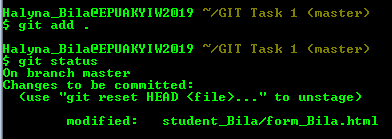 Halyna_Bila@EPUAKYIW2019 ~/GIT Task 1 (master)
$ git add .
Halyna_Bila@EPUAKYIW2019 ~/GIT Task 1 (master)
$ git status
On branch master
Changes to be committed:
  (use "git reset HEAD <file>..." to unstage)
        modified:   student_Bila/form_Bila.html